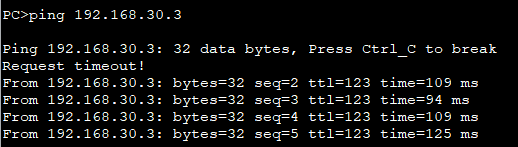 PC>ping 192.168.30.3
Ping 192.168.30.3: 32 data bytes, Press Ctrl_C to break
Request timeout!
From 192.168.30.3: bytes=32 seq=2 ttl=123 time=109 ms
From 192.168.30.3: bytes=32 seq=3 ttl=123 time=94 ms
From 192.168.30.3: bytes=32 seq=4 ttl=123 time=109 ms
From 192.168.30.3: bytes=32 seq=5 ttl=123 time=125 ms